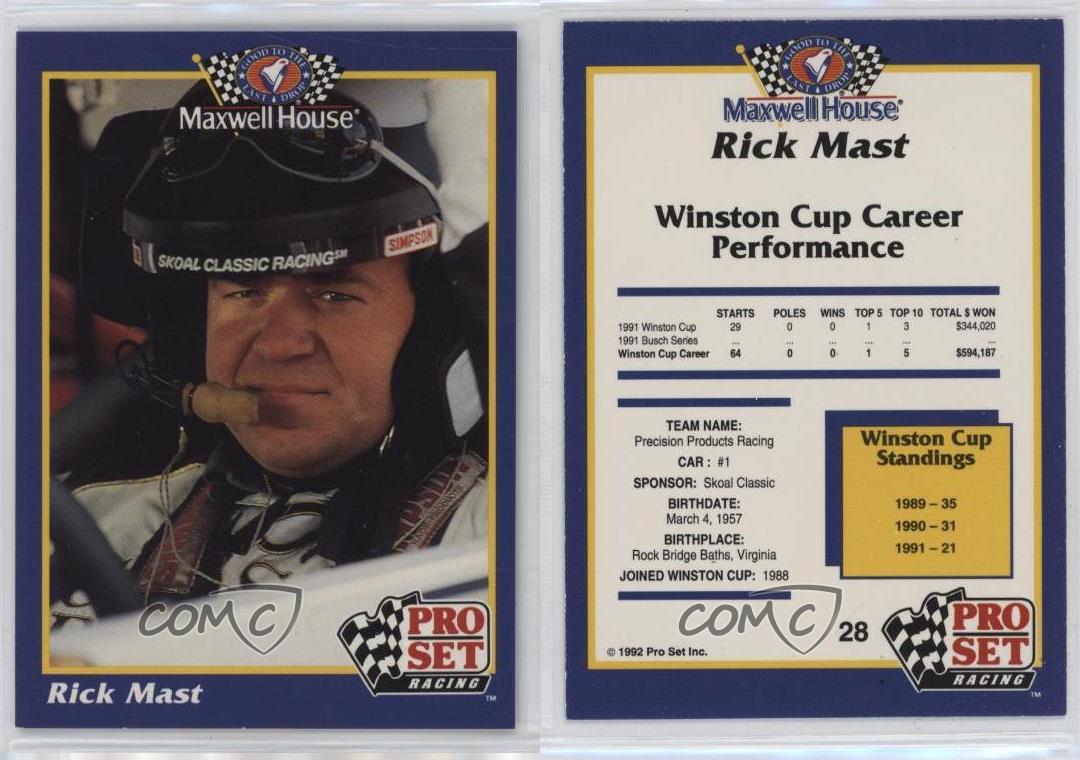 GOOD TO THE
LAST DROP
Maxwell House®
SIMPSON
SKOAL CLASSIC RACING℠
COMC
PRO
SET
RACING
™
Rick Mast
GOOD TO THE
LAST DROP
Maxwell House®
Rick Mast
Winston Cup Career
Performance
STARTS POLES WINS TOP 5 TOP 10 TOTAL $ WON
1991 Winston Cup 29 0 0 1 3 $344,020
1991 Busch Series ... ... ... ... ... ...
Winston Cup Career 64 0 0 1 5 $594,187
TEAM NAME:
Precision Products Racing
CAR : #1
SPONSOR: Skoal Classic
BIRTHDATE:
March 4, 1957
BIRTHPLACE:
Rock Bridge Baths, Virginia
JOINED WINSTON CUP: 1988
Winston Cup
Standings
1989 – 35
1990 – 31
1991 – 21
COMC
28
© 1992 Pro Set Inc.
PRO
SET
RACING
™